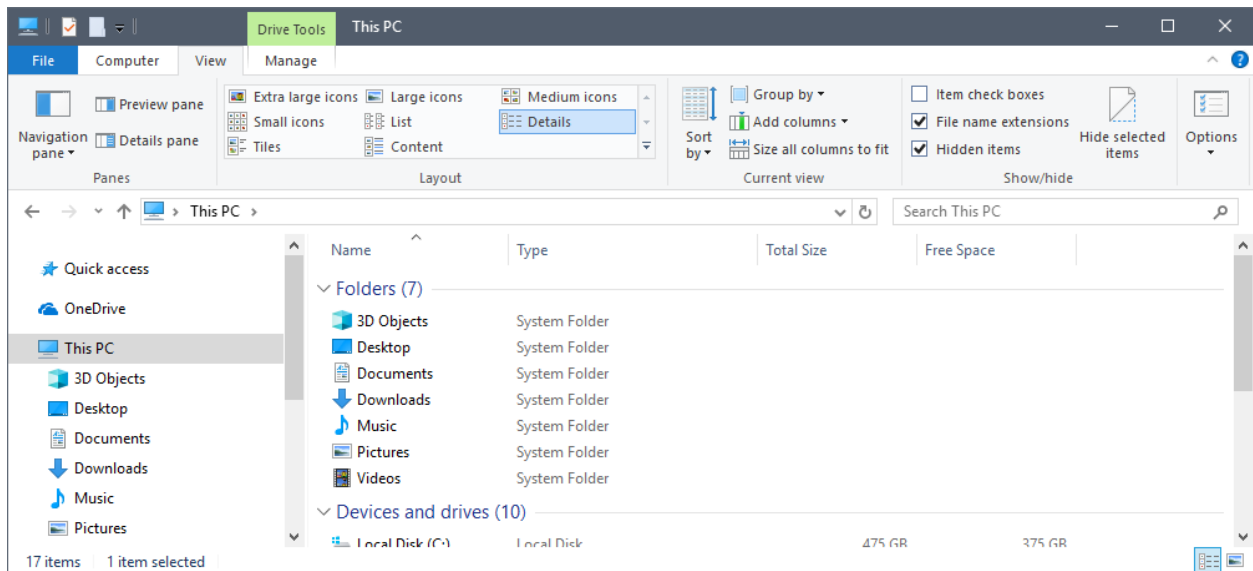 Drive Tools This PC
File Computer View Manage
Preview pane
Details pane
Navigation pane
Panes
Extra large icons Large icons Medium icons
Small icons List Details
Tiles Content
Layout
Sort by
Group by
Add columns
Size all columns to fit
Current view
Item check boxes
File name extensions
Hidden items
Hide selected items
Show/hide
Options
This PC
Search This PC
Quick access
OneDrive
This PC
3D Objects
Desktop
Documents
Downloads
Music
Pictures
Name Type Total Size Free Space
Folders (7)
3D Objects System Folder
Desktop System Folder
Documents System Folder
Downloads System Folder
Music System Folder
Pictures System Folder
Videos System Folder
Devices and drives (10)
Local Disk (C:) Local Disk 475 GB 375 GB
17 items 1 item selected